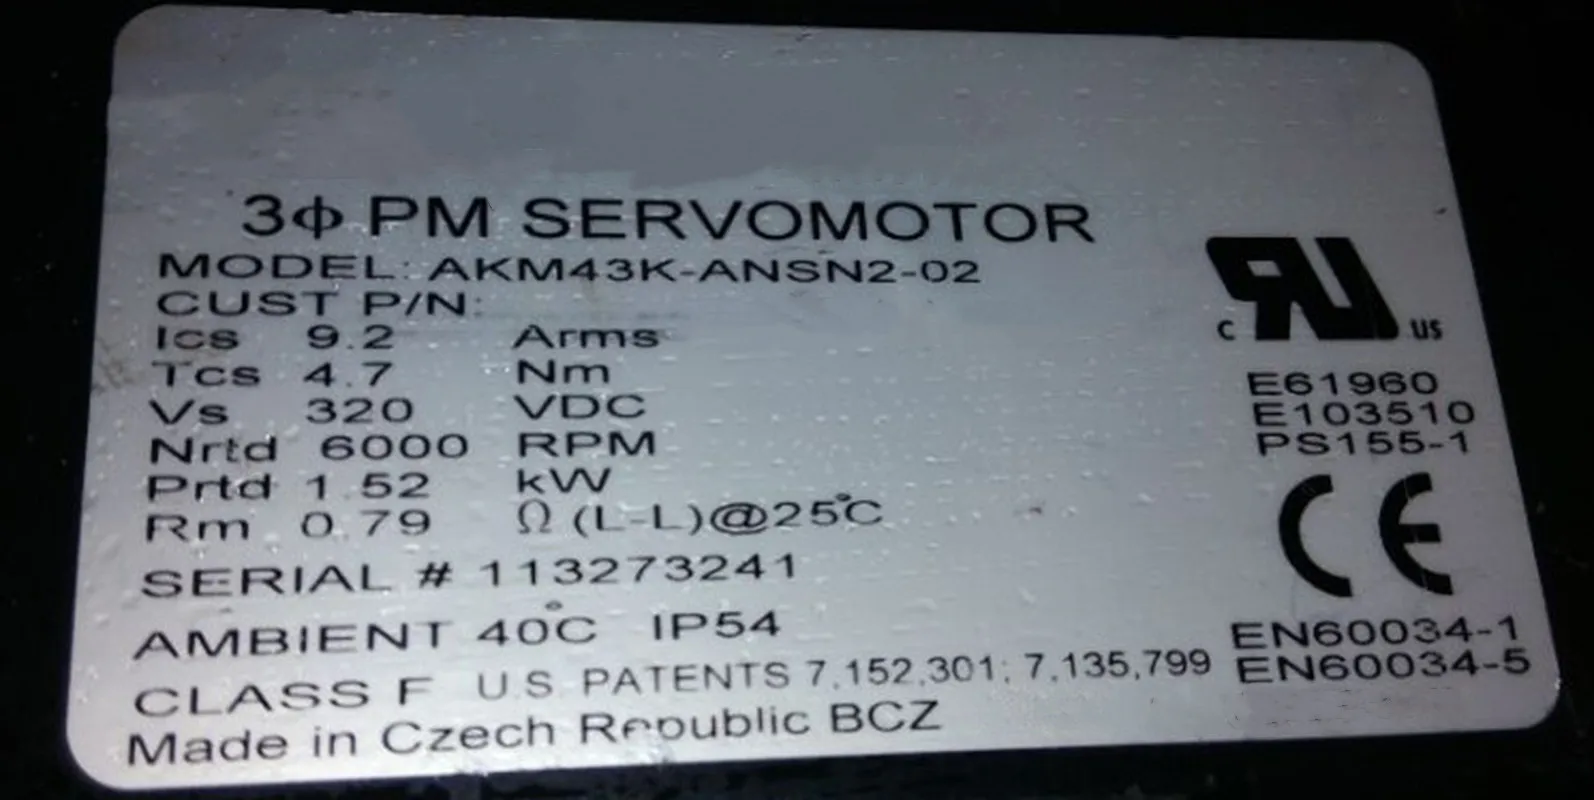 3ϕ PM SERVOMOTOR
MODEL: AKM43K-ANSN2-02
CUST P/N:
Ics 9.2 Arms
Tcs 4.7 Nm
Vs 320 VDC
Nrtd 6000 RPM
Prtd 1.52 kW
Rm 0.79 Ω (L-L)@25°C
SERIAL # 113273241
AMBIENT 40°C IP54
CLASS F U.S. PATENTS 7,152,301; 7,135,799
Made in Czech Republic BCZ
c RU US
E61960
E103510
PS155-1
CE
EN60034-1
EN60034-5